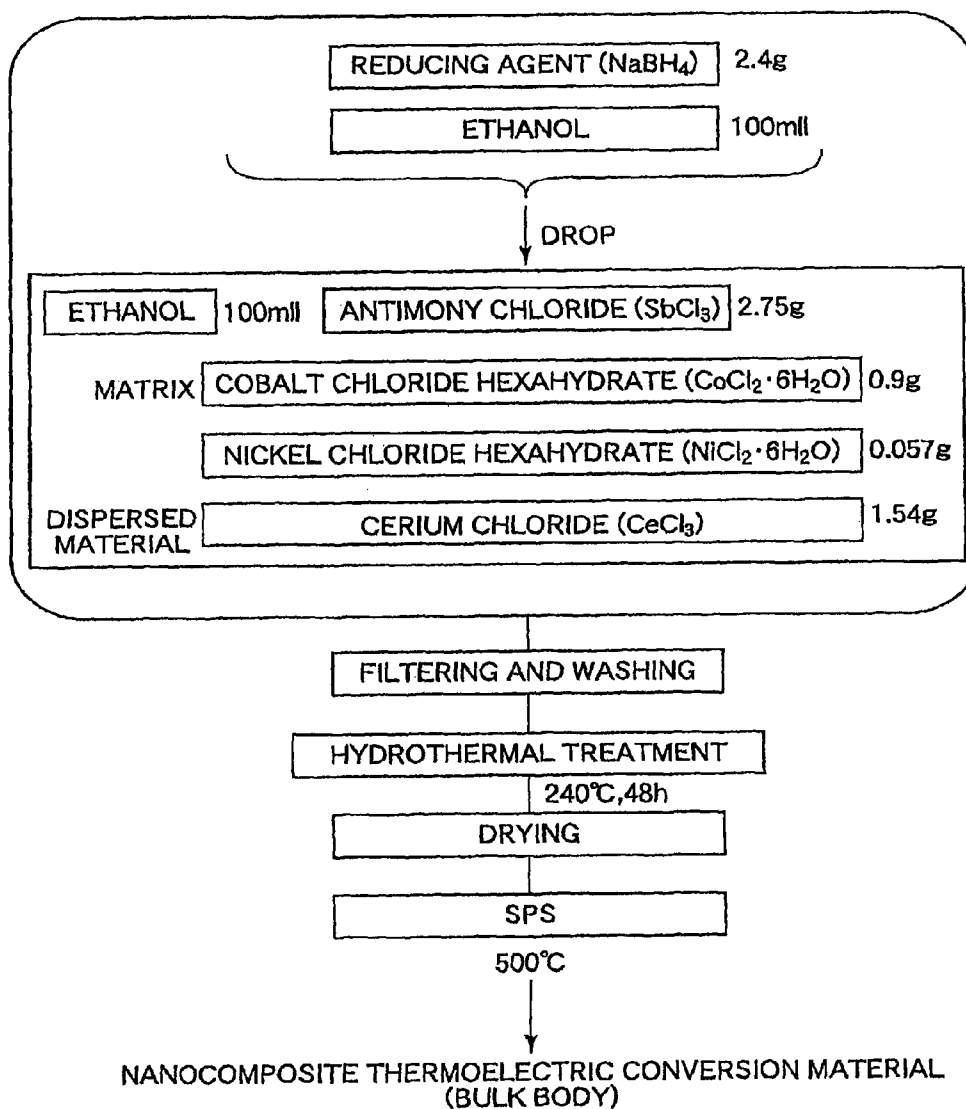 REDUCING AGENT (NaBH₄) 2.4g
ETHANOL 100mll
DROP
ETHANOL 100mll ANTIMONY CHLORIDE (SbCl₃) 2.75g
MATRIX COBALT CHLORIDE HEXAHYDRATE (CoCl₂·6H₂O) 0.9g
NICKEL CHLORIDE HEXAHYDRATE (NiCl₂·6H₂O) 0.057g
DISPERSED
MATERIAL
CERIUM CHLORIDE (CeCl₃) 1.54g
FILTERING AND WASHING
HYDROTHERMAL TREATMENT
240℃,48h
DRYING
SPS
500℃
NANOCOMPOSITE THERMOELECTRIC CONVERSION MATERIAL
(BULK BODY)